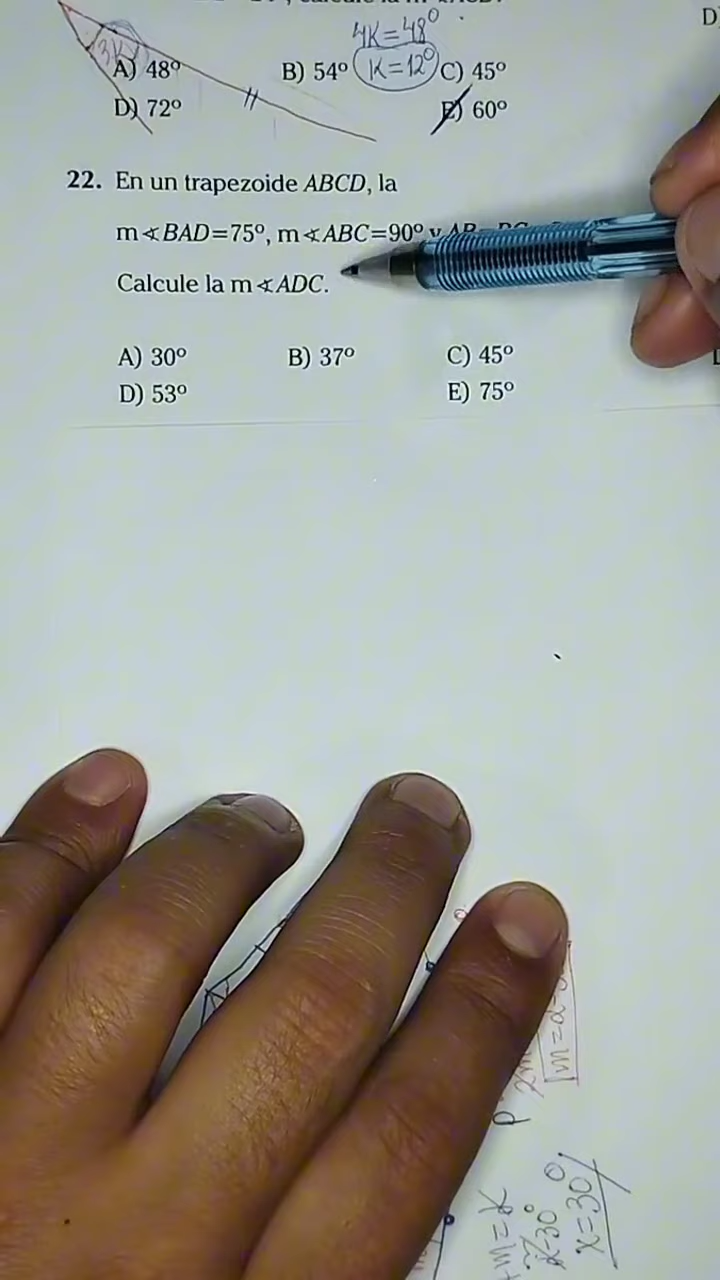 4K=48°
3K
K=12°
A) 48° B) 54° C) 45°
D) 72° E) 60°
D
22. En un trapezoide ABCD, la
m∢BAD=75°, m∢ABC=90° y
Calcule la m∢ADC.
A) 30° B) 37° C) 45°
D) 53° E) 75°
x=30°